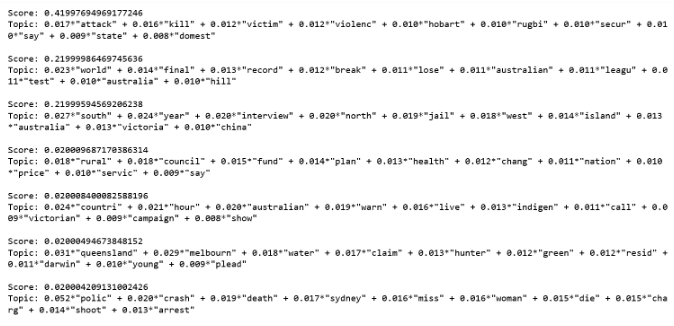 Score: 0.41997014969177246
Topic: 0.017*"attack" + 0.016*"kill" + 0.012*"victim" + 0.012*"violenc" + 0.010*"hobart" + 0.010*"rugbi" + 0.010*"secur" + 0.01
0*"say" + 0.009*"state" + 0.008*"domest"
Score: 0.21999986469745636
Topic: 0.023*"world" + 0.014*"final" + 0.013*"record" + 0.012*"break" + 0.011*"lose" + 0.011*"australian" + 0.011*"leagu" + 0.0
11*"test" + 0.010*"australia" + 0.010*"hill"
Score: 0.21999594569206238
Topic: 0.027*"south" + 0.024*"year" + 0.020*"interview" + 0.020*"north" + 0.019*"jail" + 0.018*"west" + 0.014*"island" + 0.013
*"australia" + 0.013*"victoria" + 0.010*"china"
Score: 0.020009687170386314
Topic: 0.018*"rural" + 0.018*"council" + 0.015*"fund" + 0.014*"plan" + 0.013*"health" + 0.012*"chang" + 0.011*"nation" + 0.010
*"price" + 0.010*"servic" + 0.009*"say"
Score: 0.020008400082588196
Topic: 0.024*"countri" + 0.021*"hour" + 0.020*"australian" + 0.019*"warn" + 0.016*"live" + 0.013*"indigen" + 0.011*"call" + 0.0
09*"victorian" + 0.009*"campaign" + 0.008*"show"
Score: 0.02000494673848152
Topic: 0.031*"queensland" + 0.029*"melbourn" + 0.018*"water" + 0.017*"claim" + 0.013*"hunter" + 0.012*"green" + 0.012*"resid" +
0.011*"darwin" + 0.010*"young" + 0.009*"plead"
Score: 0.020004209131002426
Topic: 0.052*"polic" + 0.020*"crash" + 0.019*"death" + 0.017*"sydney" + 0.016*"miss" + 0.016*"woman" + 0.015*"die" + 0.015*"cha
rg" + 0.014*"shoot" + 0.013*"arrest"